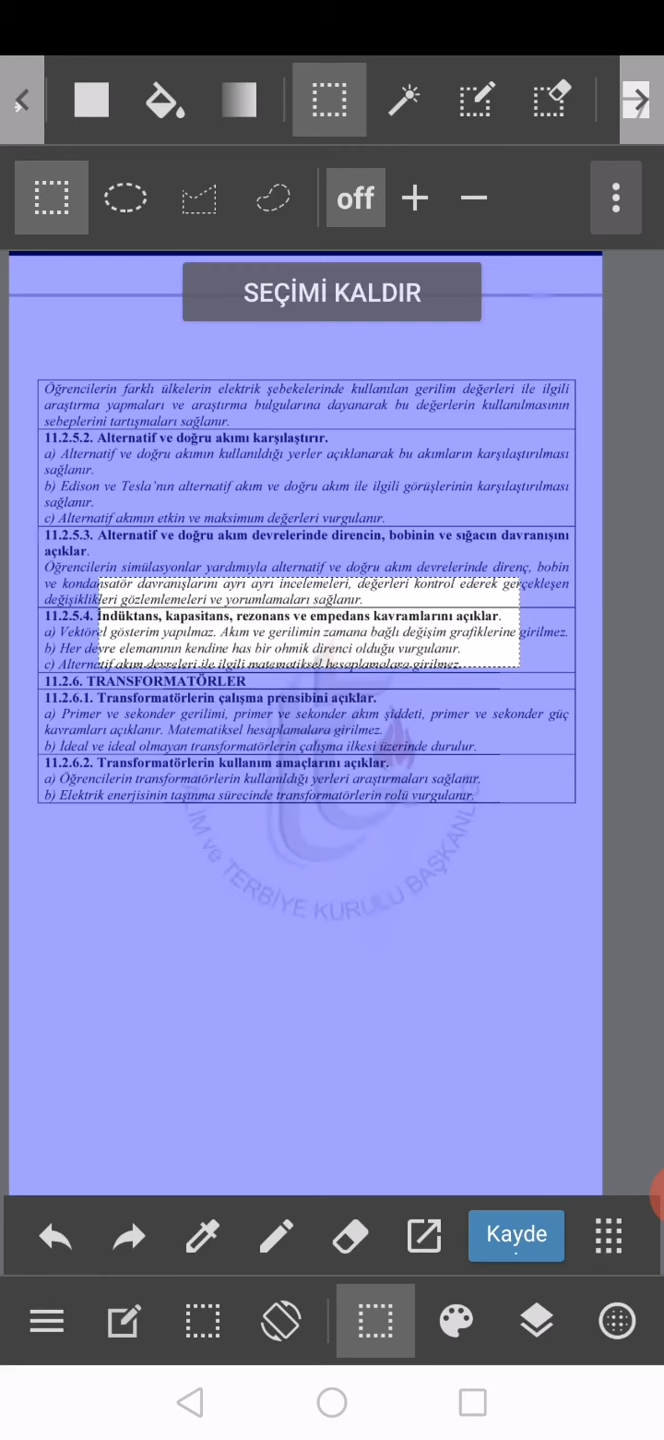 off
SEÇİMİ KALDIR
Öğrencilerin farklı ülkelerin elektrik şebekelerinde kullanılan gerilim değerleri ile ilgili
araştırma yapmaları ve araştırma bulgularına dayanarak bu değerlerin kullanılmasının
sebeplerini tartışmaları sağlanır.
11.2.5.2. Alternatif ve doğru akımı karşılaştırır.
a) Alternatif ve doğru akımın kullanıldığı yerler açıklanarak bu akımların karşılaştırılması
sağlanır.
b) Edison ve Tesla'nın alternatif akım ve doğru akım ile ilgili görüşlerinin karşılaştırılması
sağlanır.
c) Alternatif akımın etkin ve maksimum değerleri vurgulanır.
11.2.5.3. Alternatif ve doğru akım devrelerinde direncin, bobinin ve sığacın davranışını
açıklar.
Öğrencilerin simülasyonlar yardımıyla alternatif ve doğru akım devrelerinde direnç, bobin
ve kondansatör davranışlarını ayrı ayrı incelemeleri, değerleri kontrol ederek gerçekleşen
değişiklikleri gözlemlemeleri ve yorumlamaları sağlanır.
11.2.5.4. İndüktans, kapasitans, rezonans ve empedans kavramlarını açıklar.
a) Vektörel gösterim yapılmaz. Akım ve gerilimin zamana bağlı değişim grafiklerine girilmez.
b) Her devre elemanının kendine has bir ohmik direnci olduğu vurgulanır.
c) Alternatif akım devreleri ile ilgili matematiksel hesaplamalara girilmez.
11.2.6. TRANSFORMATÖRLER
11.2.6.1. Transformatörlerin çalışma prensibini açıklar.
a) Primer ve sekonder gerilimi, primer ve sekonder akım şiddeti, primer ve sekonder güç
kavramları açıklanır. Matematiksel hesaplamalara girilmez.
b) İdeal ve ideal olmayan transformatörlerin çalışma ilkesi üzerinde durulur.
11.2.6.2. Transformatörlerin kullanım amaçlarını açıklar.
a) Öğrencilerin transformatörlerin kullanıldığı yerleri araştırmaları sağlanır.
b) Elektrik enerjisinin taşınma sürecinde transformatörlerin rolü vurgulanır.
ve TERBİYE KURULU BAŞKANLI
Kayde